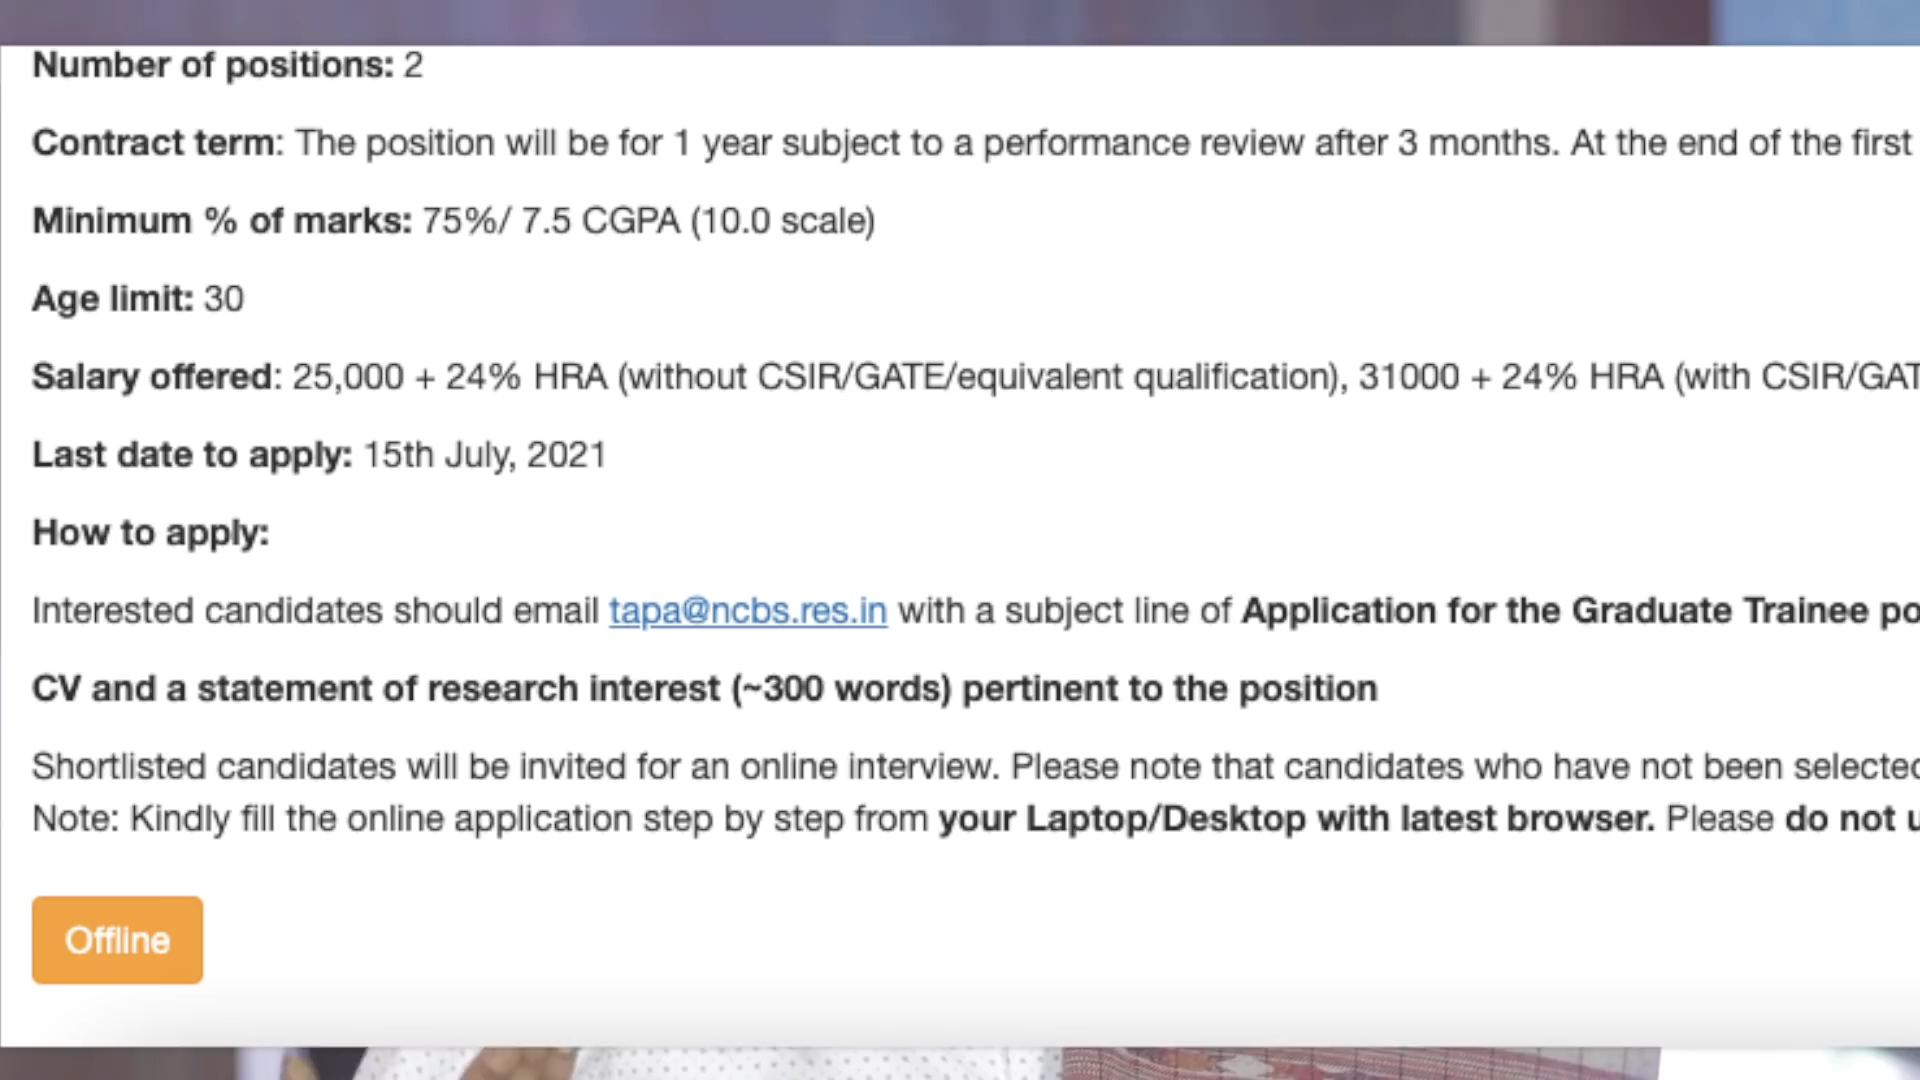 Number of positions: 2
Contract term: The position will be for 1 year subject to a performance review after 3 months. At the end of the first
Minimum % of marks: 75%/ 7.5 CGPA (10.0 scale)
Age limit: 30
Salary offered: 25,000 + 24% HRA (without CSIR/GATE/equivalent qualification), 31000 + 24% HRA (with CSIR/GAT
Last date to apply: 15th July, 2021
How to apply:
Interested candidates should email tapa@ncbs.res.in with a subject line of Application for the Graduate Trainee po
CV and a statement of research interest (~300 words) pertinent to the position
Shortlisted candidates will be invited for an online interview. Please note that candidates who have not been selected
Note: Kindly fill the online application step by step from your Laptop/Desktop with latest browser. Please do not u
Offline